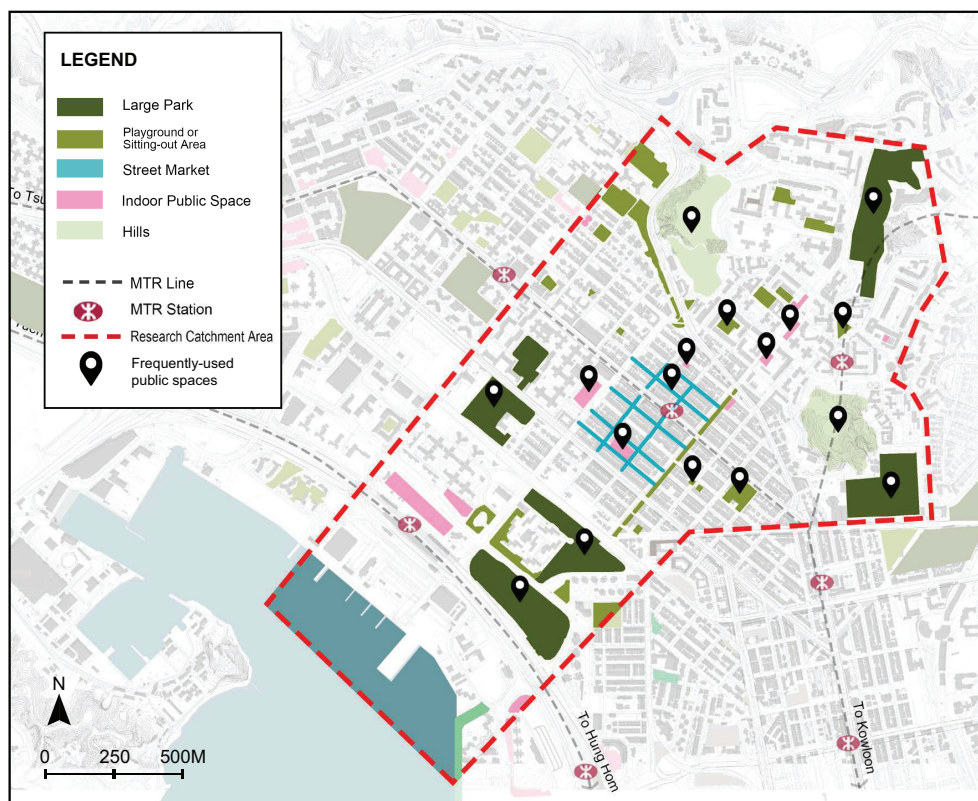 LEGEND
Large Park
Playground or
Sitting-out Area
Street Market
Indoor Public Space
Hills
MTR Line
MTR Station
Research Catchment Area
Frequently-used
public spaces
To Tsu
N
0 250 500M
To Hung Hom
To Kowloon